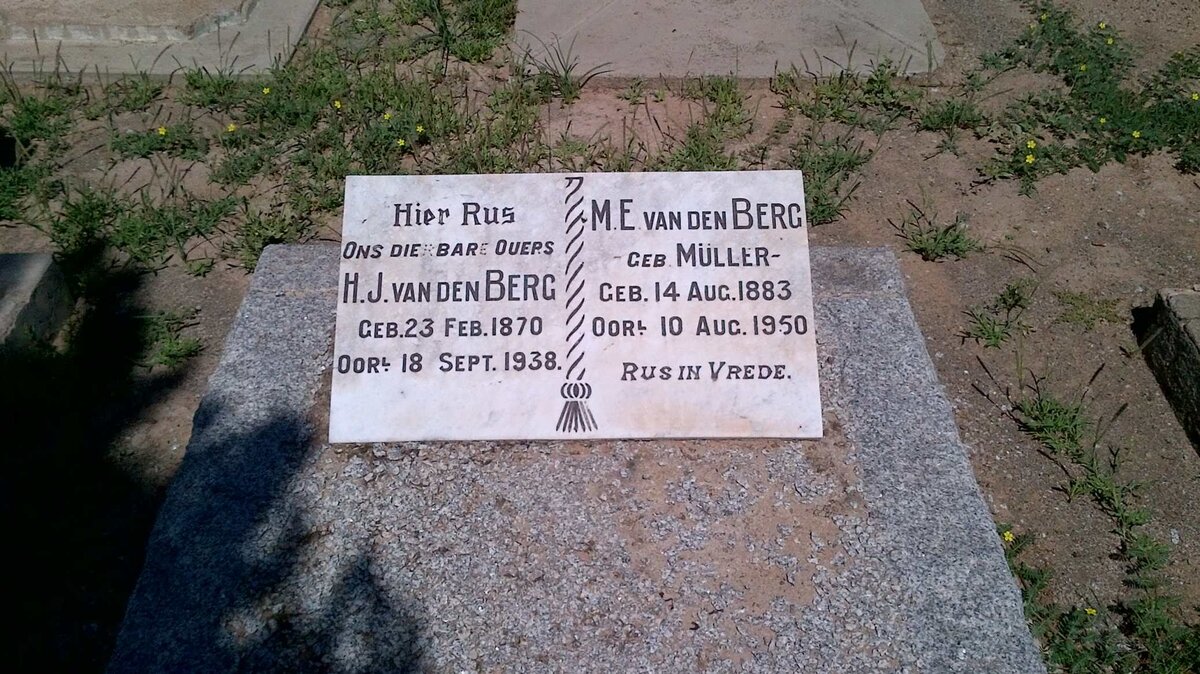 Hier Rus
Ons dierbare Ouers
H.J. van den Berg
Geb. 23 Feb. 1870
Oorl. 18 Sept. 1938.
M.E. van den Berg
- geb Müller -
Geb. 14 Aug. 1883
Oorl. 10 Aug. 1950
Rus in Vrede.